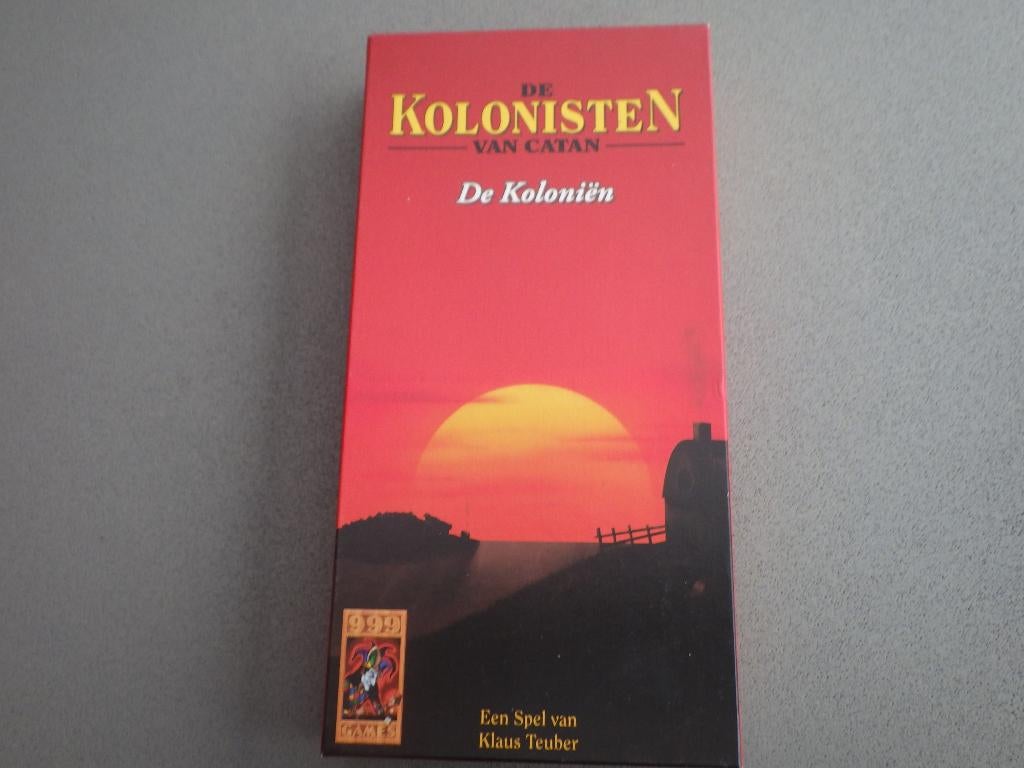 DE
KOLONISTEN
VAN CATAN
De Koloniën
999
GAMES
Een Spel van
Klaus Teuber